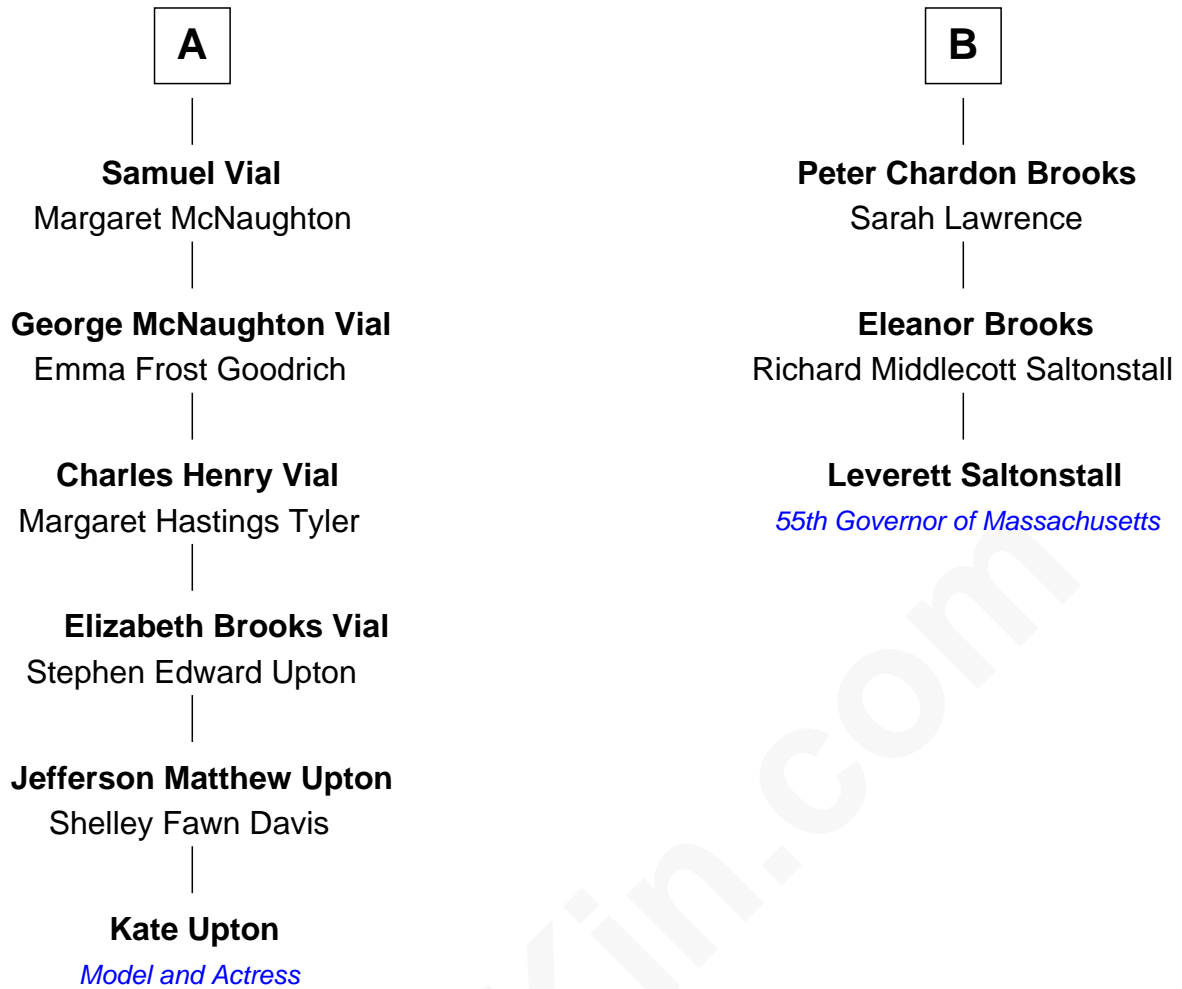 A
Samuel Vial
Margaret McNaughton
George McNaughton Vial
Emma Frost Goodrich
Charles Henry Vial
Margaret Hastings Tyler
Elizabeth Brooks Vial
Stephen Edward Upton
Jefferson Matthew Upton
Shelley Fawn Davis
Kate Upton
Model and Actress
B
Peter Chardon Brooks
Sarah Lawrence
Eleanor Brooks
Richard Middlecott Saltonstall
Leverett Saltonstall
55th Governor of Massachusetts
kin.com